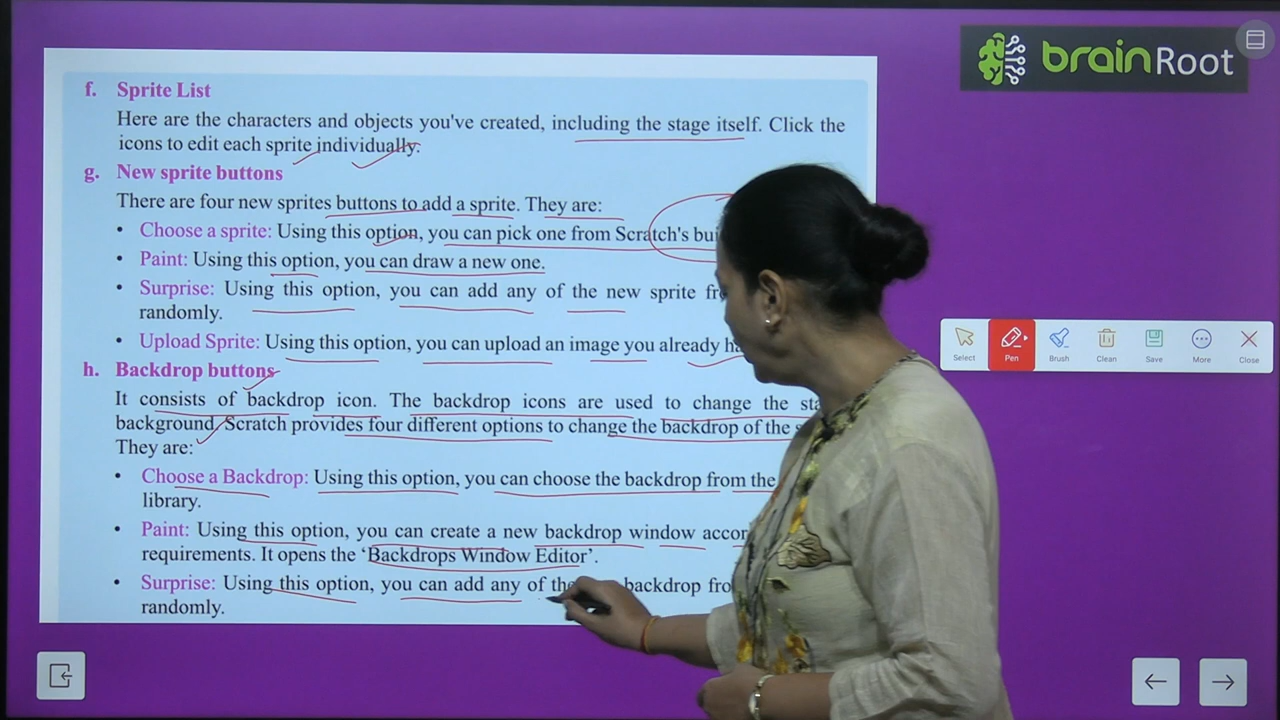 brainRoot
f. Sprite List
Here are the characters and objects you've created, including the stage itself. Click the
icons to edit each sprite individually.
g. New sprite buttons
There are four new sprites buttons to add a sprite. They are:
• Choose a sprite: Using this option, you can pick one from Scratch's
• Paint: Using this option, you can draw a new one.
• Surprise: Using this option, you can add any of the new sprite
randomly.
• Upload Sprite: Using this option, you can upload an image you already
h. Backdrop buttons
It consists of backdrop icon. The backdrop icons are used to change the
background. Scratch provides four different options to change the backdrop of the
They are:
• Choose a Backdrop: Using this option, you can choose the backdrop from the
library.
• Paint: Using this option, you can create a new backdrop window
requirements. It opens the ‘Backdrops Window Editor’.
• Surprise: Using this option, you can add any of backdrop
randomly.
Select Pen Brush Clean Save More Close